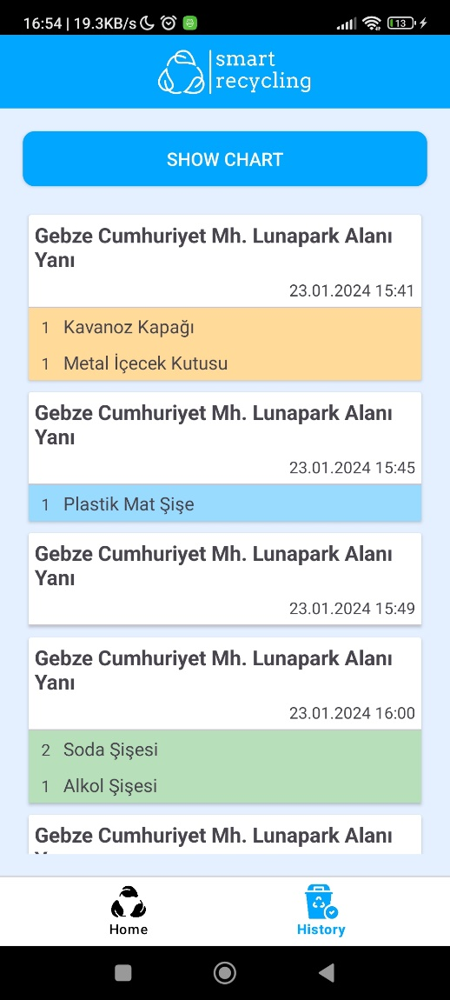 16:54 | 19.3KB/s 13
smart
recycling
SHOW CHART
Gebze Cumhuriyet Mh. Lunapark Alanı
Yanı
23.01.2024 15:41
1 Kavanoz Kapağı
1 Metal İçecek Kutusu
Gebze Cumhuriyet Mh. Lunapark Alanı
Yanı
23.01.2024 15:45
1 Plastik Mat Şişe
Gebze Cumhuriyet Mh. Lunapark Alanı
Yanı
23.01.2024 15:49
Gebze Cumhuriyet Mh. Lunapark Alanı
Yanı
23.01.2024 16:00
2 Soda Şişesi
1 Alkol Şişesi
Gebze Cumhuriyet Mh. Lunapark Alanı
Home
History